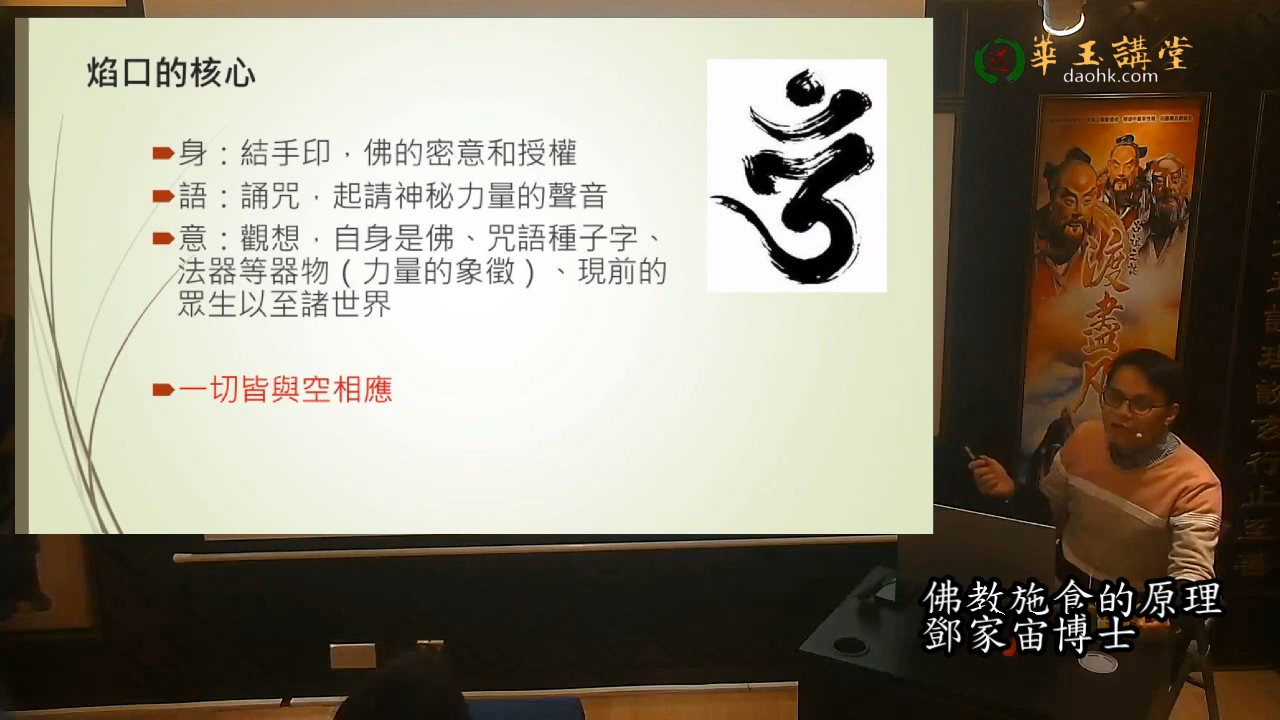 焰口的核心
身：結手印，佛的密意和授權
語：誦咒，起請神秘力量的聲音
意：觀想，自身是佛、咒語種子字、
法器等器物（力量的象徵）、現前的
眾生以至諸世界
一切皆與空相應
道
華玉講堂
daohk.com
渡盡
佛教施食的原理
鄧家宙博士